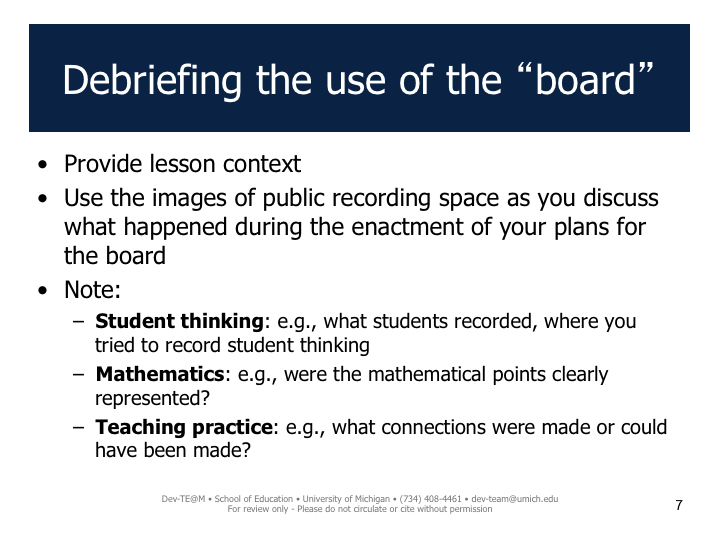 Debriefing the use of the “board”
• Provide lesson context
• Use the images of public recording space as you discuss
what happened during the enactment of your plans for
the board
• Note:
– Student thinking: e.g., what students recorded, where you
tried to record student thinking
– Mathematics: e.g., were the mathematical points clearly
represented?
– Teaching practice: e.g., what connections were made or could
have been made?
Dev-TE@M • School of Education • University of Michigan • (734) 408-4461 • dev-team@umich.edu
For review only - Please do not circulate or cite without permission
7